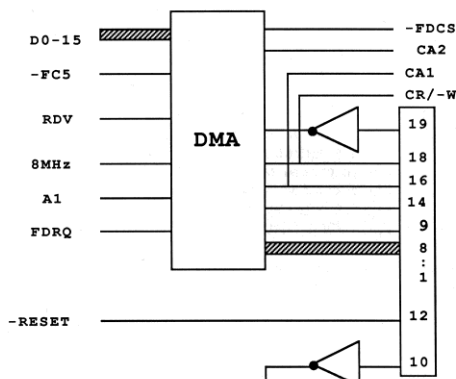 D0-15
-FC5
RDV
8MHz
A1
FDRQ
-RESET
DMA
-FDCS
CA2
CA1
CR/-W
19
18
16
14
9
8
:
1
12
10